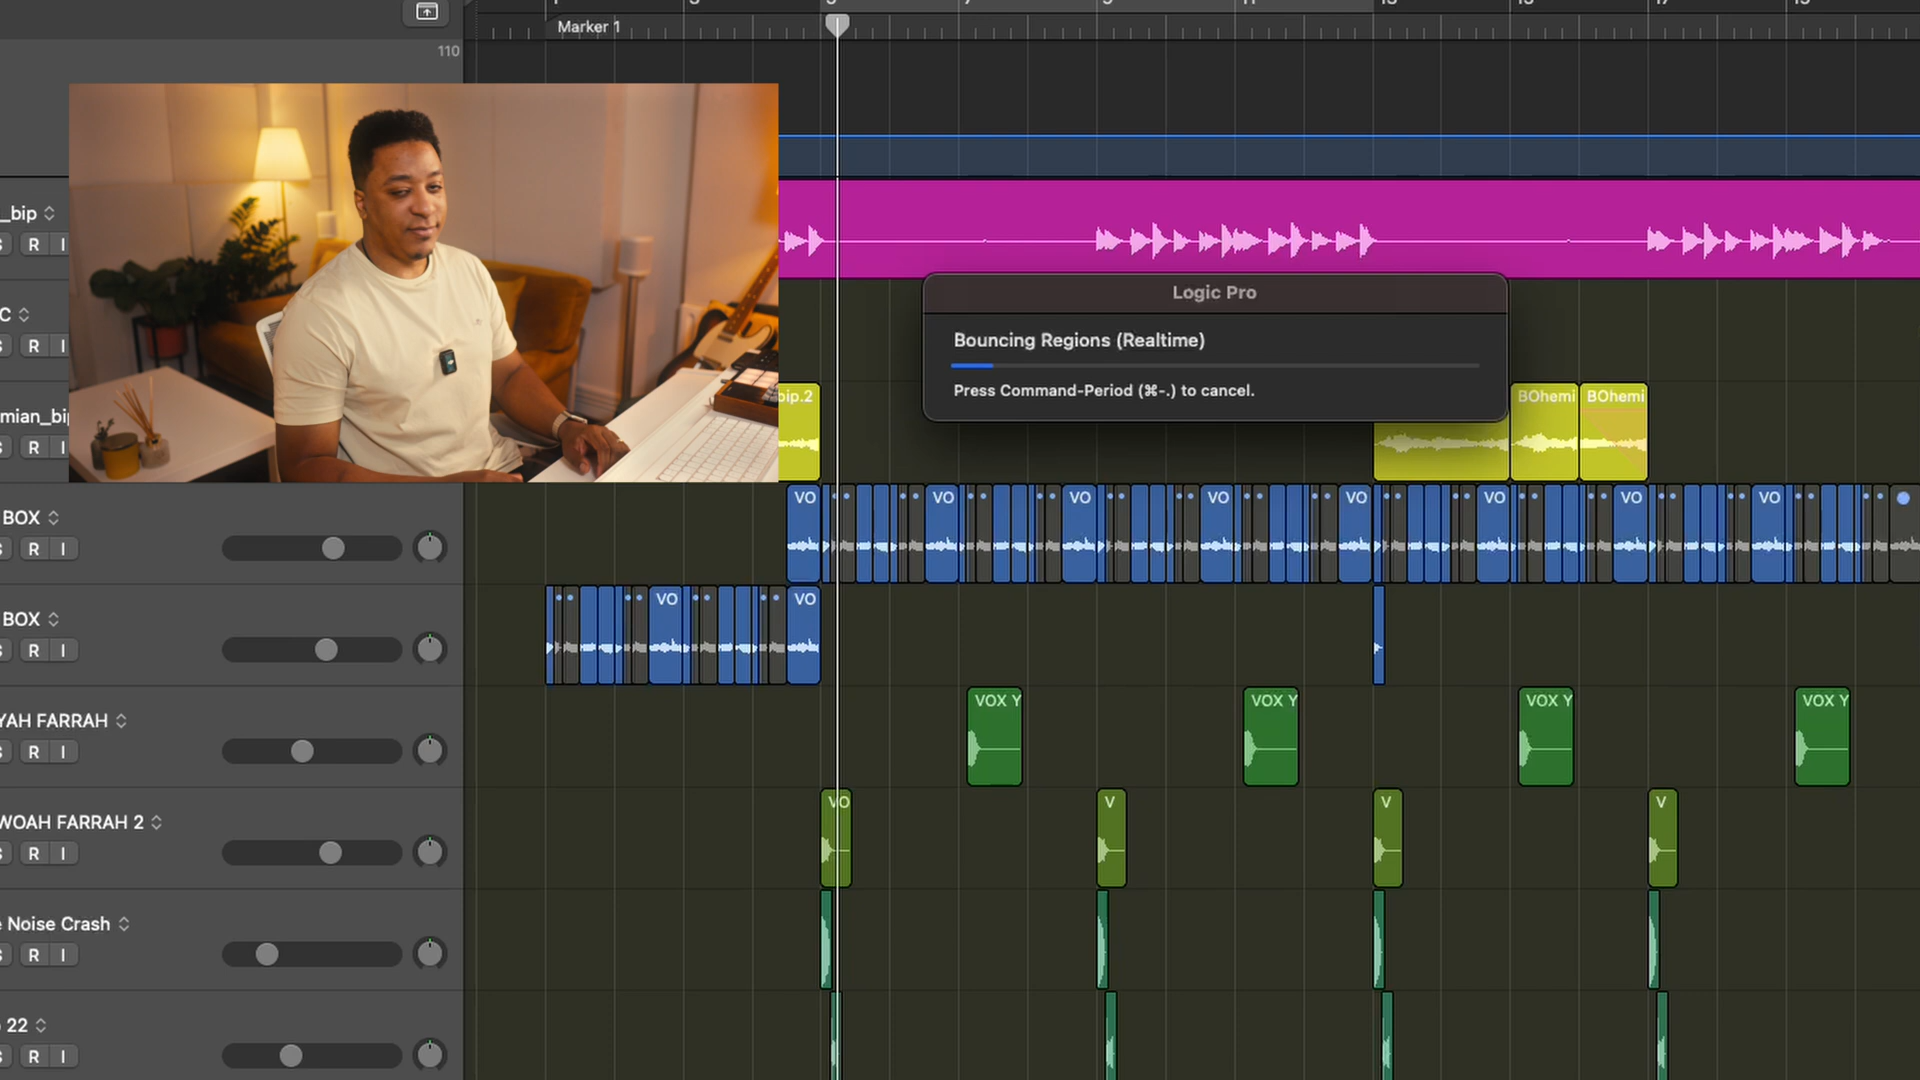 Marker 1
110
_bip
R I
C
R I
mian_bip
R I
bip.2
Logic Pro
Bouncing Regions (Realtime)
Press Command-Period (⌘-.) to cancel.
BOhemi
BOhemi
BOX
R I
VO
VO
VO
VO
VO
VO
VO
VO
BOX
R I
VO
VO
YAH FARRAH
R I
VOX Y
VOX Y
VOX Y
VOX Y
WOAH FARRAH 2
R I
VO
V
V
V
Noise Crash
R I
22
R I